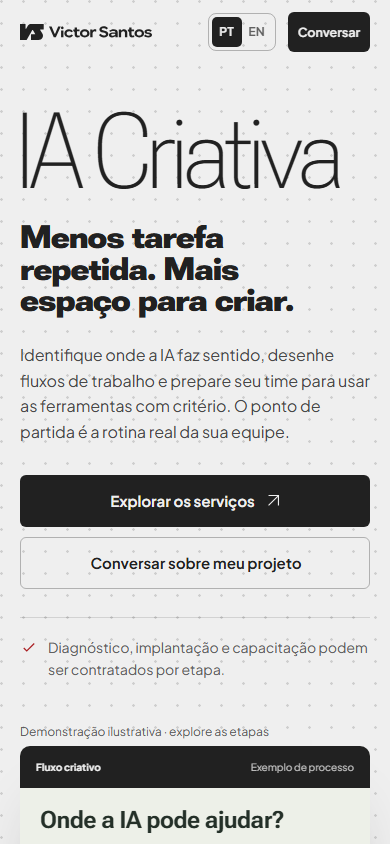 Victor Santos
PT
EN
Conversar
IA Criativa
Menos tarefa
repetida. Mais
espaço para criar.
Identifique onde a IA faz sentido, desenhe
fluxos de trabalho e prepare seu time para usar
as ferramentas com critério. O ponto de
partida é a rotina real da sua equipe.
Explorar os serviços
Conversar sobre meu projeto
Diagnóstico, implantação e capacitação podem
ser contratados por etapa.
Demonstração ilustrativa · explore as etapas
Fluxo criativo
Exemplo de processo
Onde a IA pode ajudar?